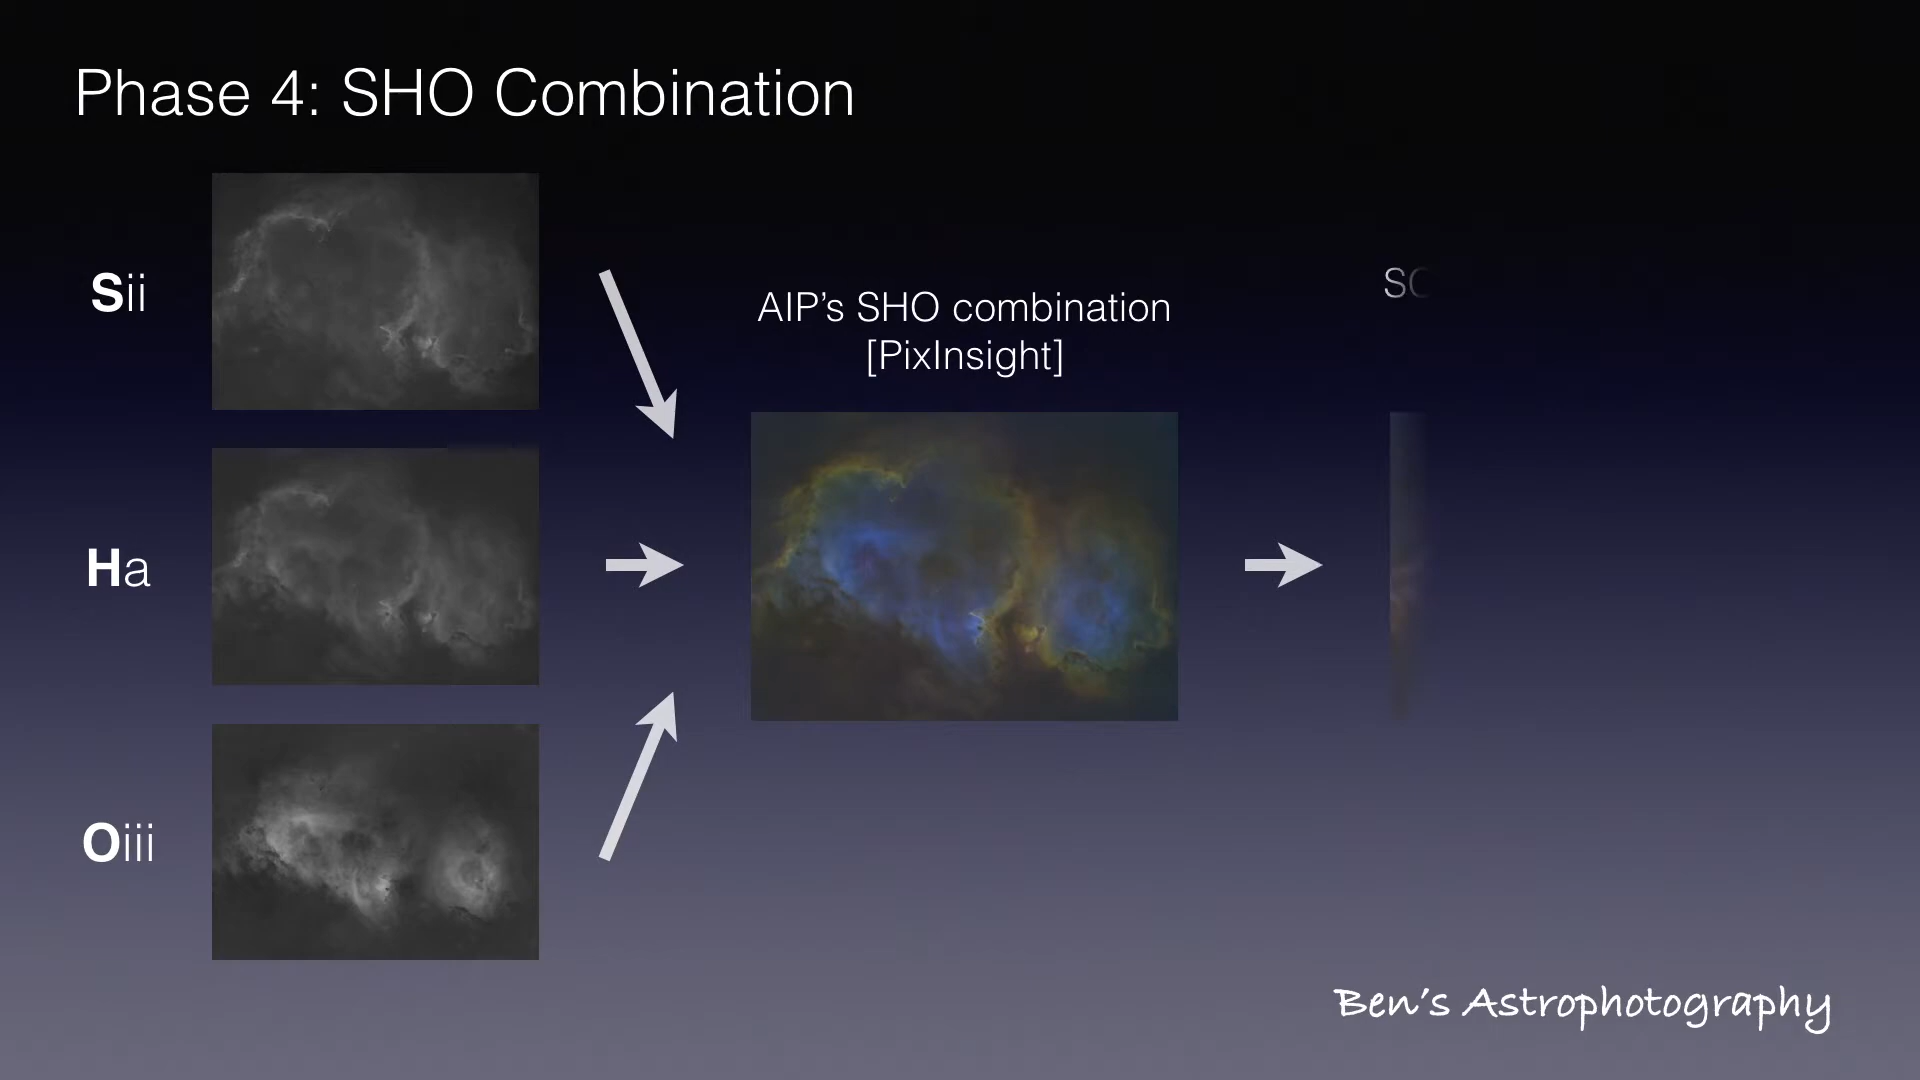 Phase 4: SHO Combination
Sii
AIP’s SHO combination
[PixInsight]
Ha
Oiii
Ben's Astrophotography